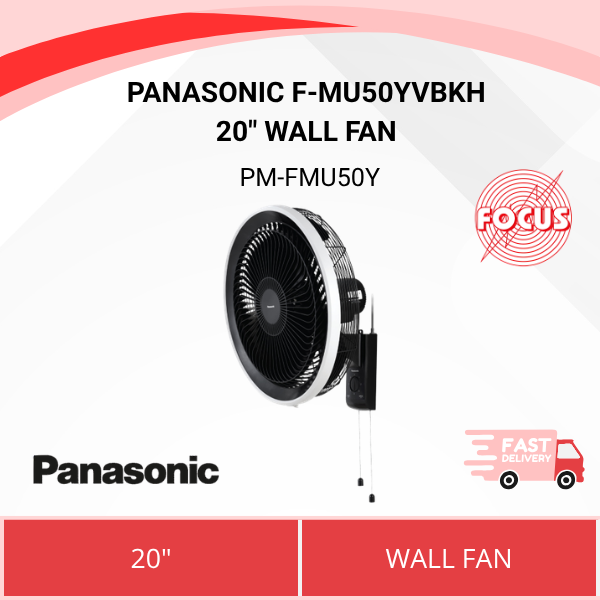 PANASONIC F-MU50YVBKH
20" WALL FAN
PM-FMU50Y
FOCUS
Panasonic
FAST
DELIVERY
20"
WALL FAN